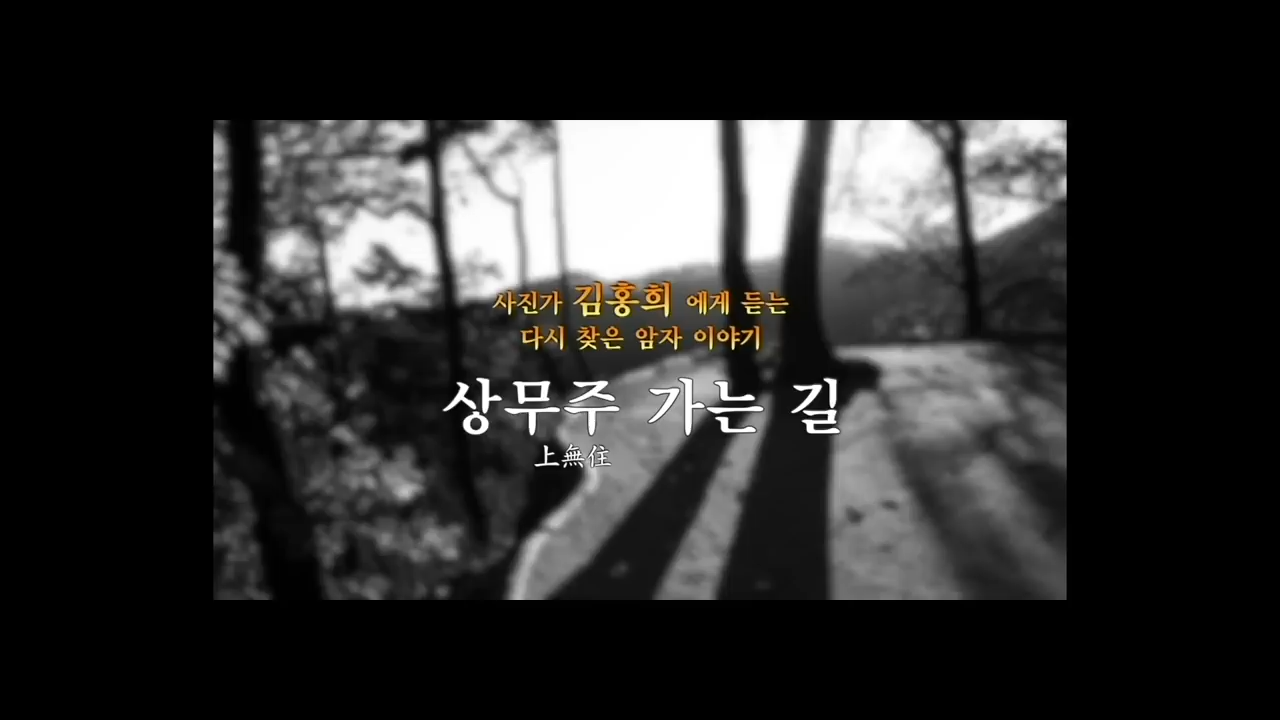 사진가 김홍희 에게 듣는
다시 찾은 암자 이야기
상무주 가는 길
上無住